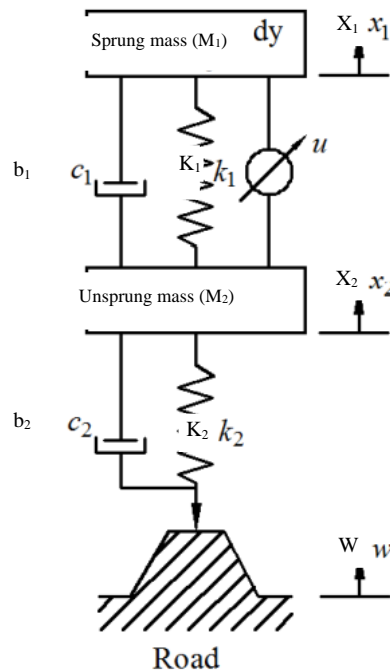 Sprung mass (M₁) dy X₁ x₁
b₁ c₁ K₁ k₁ u
Unsprung mass (M₂) X₂ x₂
b₂ c₂ K₂ k₂
W w
Road